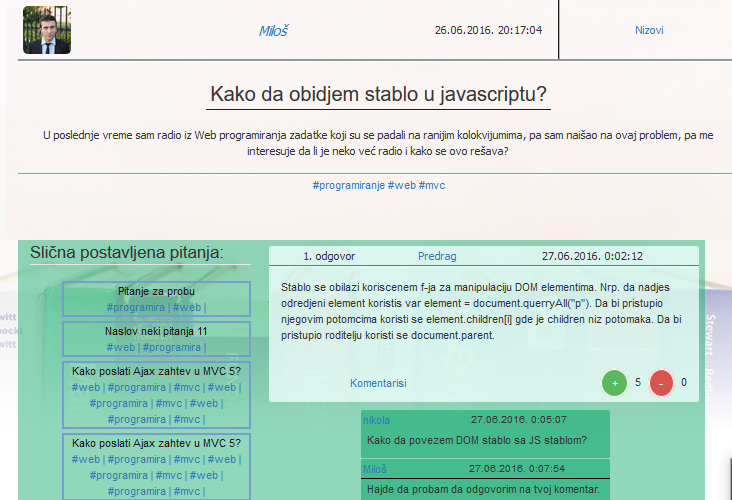 Miloš 26.06.2016. 20:17:04 Nizovi
Kako da obidjem stablo u javascriptu?
U poslednje vreme sam radio iz Web programiranja zadatke koji su se padali na ranijim kolokvijumima, pa sam naišao na ovaj problem, pa me
interesuje da li je neko već radio i kako se ovo rešava?
#programiranje #web #mvc
Slična postavljena pitanja:
Pitanje za probu
#programira | #web |
Naslov neki pitanja 11
#web | #programira |
Kako poslati Ajax zahtev u MVC 5?
#web | #programira | #mvc | #web |
#programira | #mvc | #web |
#programira | #mvc |
Kako poslati Ajax zahtev u MVC 5?
#web | #programira | #mvc | #web |
#programira | #mvc | #web |
#programira | #mvc |
1. odgovor Predrag 27.06.2016. 0:02:12
Stablo se obilazi koriscenem f-ja za manipulaciju DOM elementima. Nrp. da nadjes
odredjeni element koristis var element = document.querryAll("p"). Da bi pristupio
njegovim potomcima koristi se element.children[i] gde je children niz potomaka. Da bi
pristupio roditelju koristi se document.parent.
Komentarisi + 5 - 0
nikola 27.06.2016. 0:05:07
Kako da povezem DOM stablo sa JS stablom?
Miloš 27.06.2016. 0:07:54
Hajde da probam da odgovorim na tvoj komentar.
witt
witt
Stewart